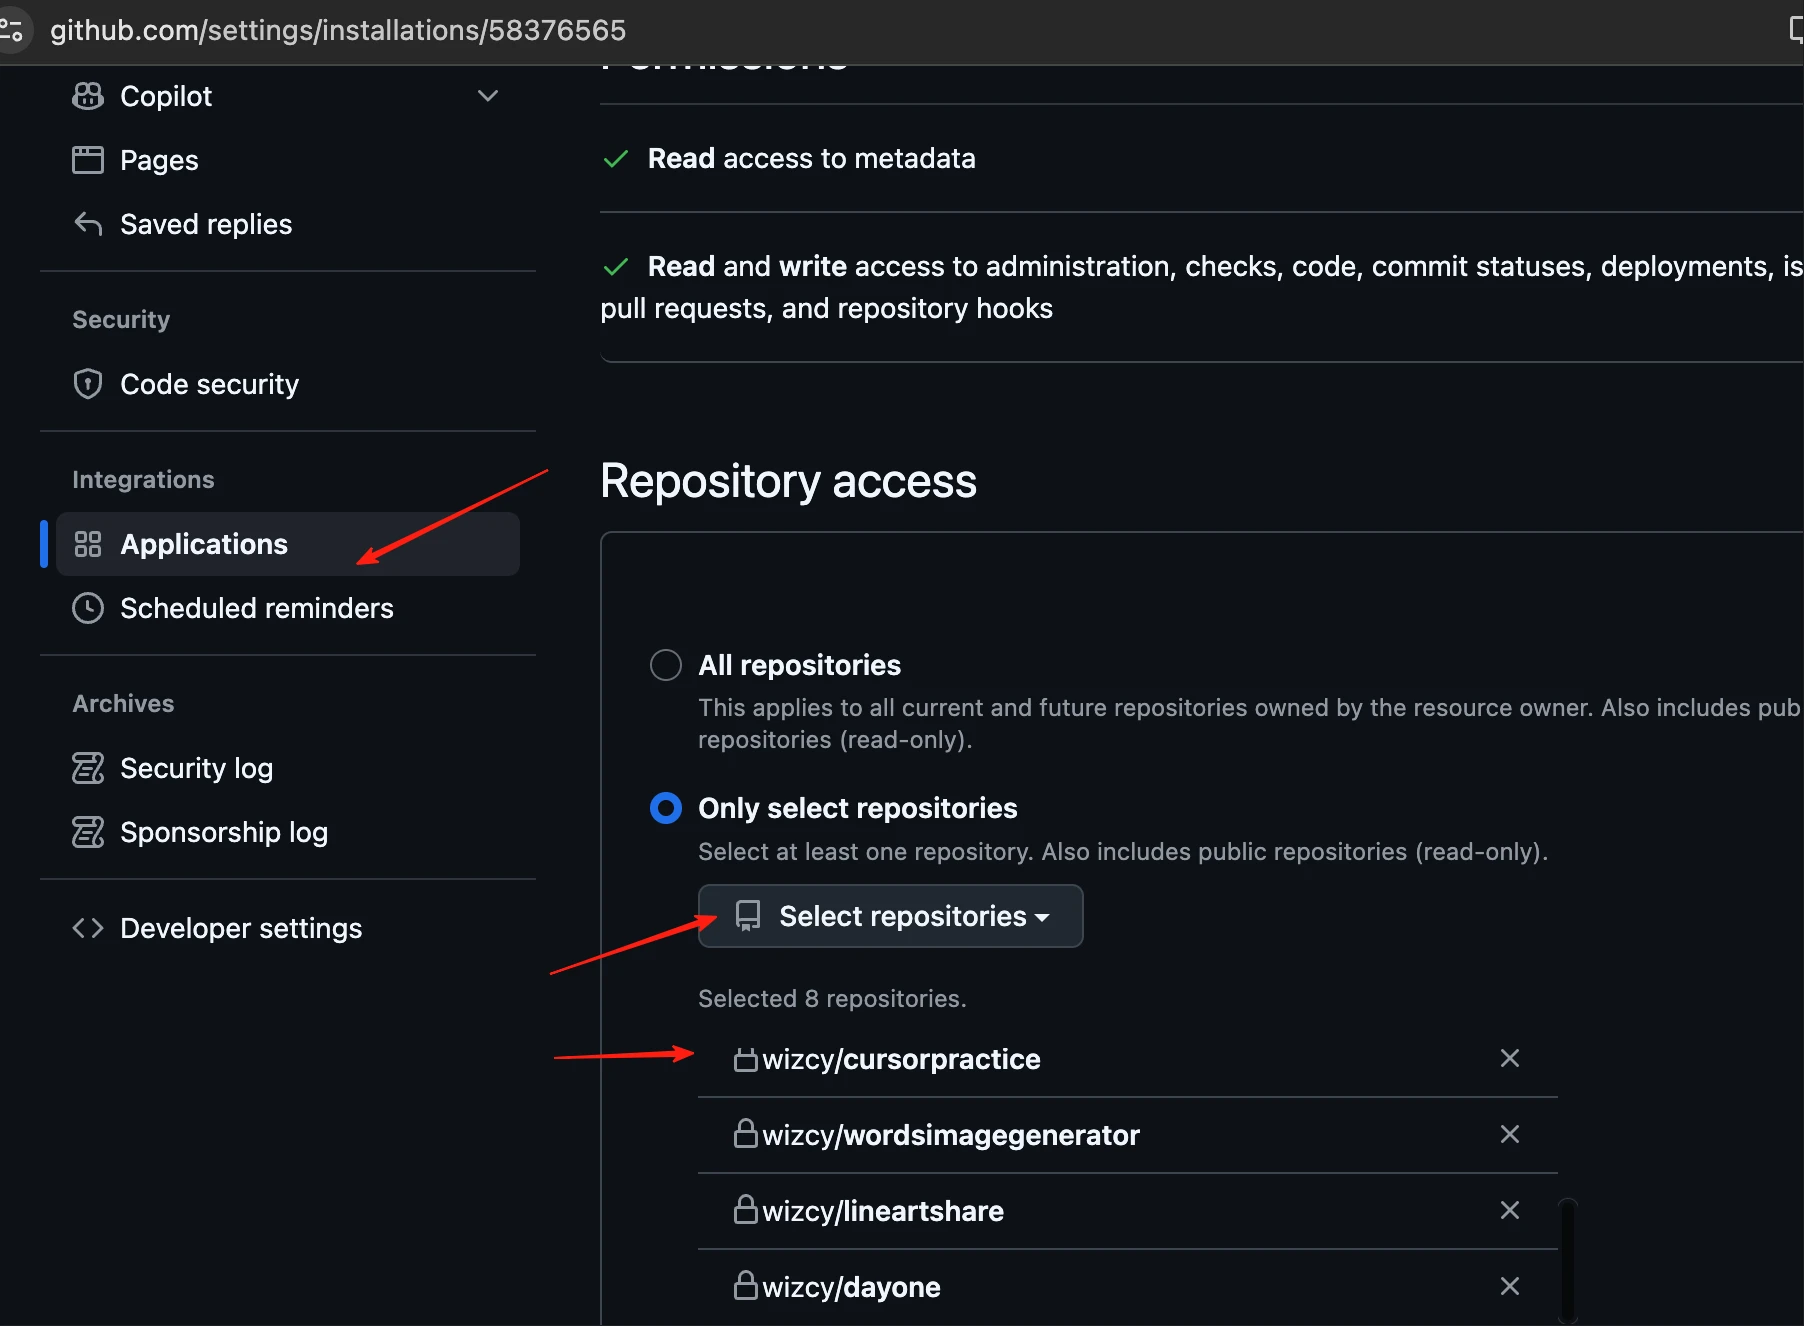 github.com/settings/installations/58376565
Copilot
Pages
Saved replies
Security
Code security
Integrations
Applications
Scheduled reminders
Archives
Security log
Sponsorship log
Developer settings
Permissions
Read access to metadata
Read and write access to administration, checks, code, commit statuses, deployments, is
pull requests, and repository hooks
Repository access
All repositories
This applies to all current and future repositories owned by the resource owner. Also includes pub
repositories (read-only).
Only select repositories
Select at least one repository. Also includes public repositories (read-only).
Select repositories
Selected 8 repositories.
wizcy/cursorpractice
wizcy/wordsimagegenerator
wizcy/lineartshare
wizcy/dayone